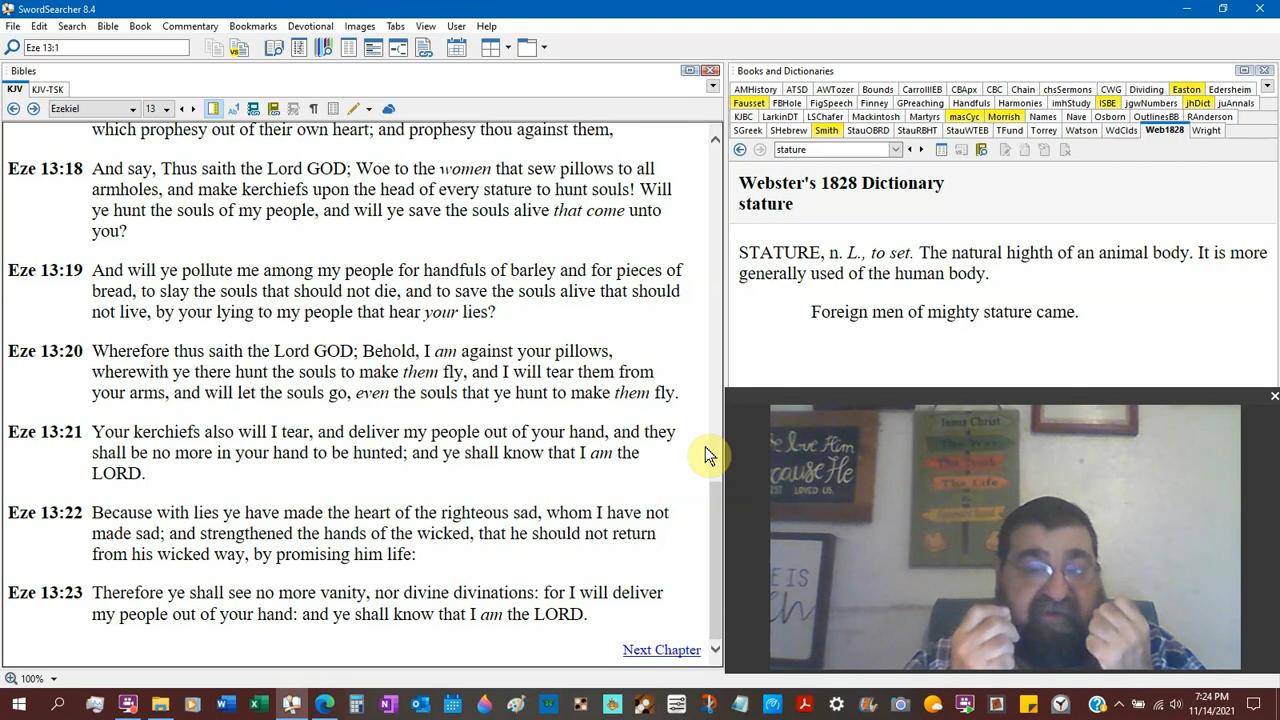 SwordSearcher 8.4
File Edit Search Bible Book Commentary Bookmarks Devotional Images Tabs View User Help
Eze 13:1
Bibles
KJV KJV-TSK
Ezekiel 13
which prophesy out of their own heart; and prophesy thou against them,
Eze 13:18 And say, Thus saith the Lord GOD; Woe to the women that sew pillows to all
armholes, and make kerchiefs upon the head of every stature to hunt souls! Will
ye hunt the souls of my people, and will ye save the souls alive that come unto
you?
Eze 13:19 And will ye pollute me among my people for handfuls of barley and for pieces of
bread, to slay the souls that should not die, and to save the souls alive that should
not live, by your lying to my people that hear your lies?
Eze 13:20 Wherefore thus saith the Lord GOD; Behold, I am against your pillows,
wherewith ye there hunt the souls to make them fly, and I will tear them from
your arms, and will let the souls go, even the souls that ye hunt to make them fly.
Eze 13:21 Your kerchiefs also will I tear, and deliver my people out of your hand, and they
shall be no more in your hand to be hunted; and ye shall know that I am the
LORD.
Eze 13:22 Because with lies ye have made the heart of the righteous sad, whom I have not
made sad; and strengthened the hands of the wicked, that he should not return
from his wicked way, by promising him life:
Eze 13:23 Therefore ye shall see no more vanity, nor divine divinations: for I will deliver
my people out of your hand: and ye shall know that I am the LORD.
Next Chapter
100%
Books and Dictionaries
AMHistory ATSD AWTozer Bounds CarrollIEB CBApx CBC chsSermons CWG Dividing Easton Edersheim
Fausset FBHole FigSpeech Finney GPreaching Handfuls Harmonies imhStudy ISBE jgwNumbers jhDict juAnnals
KJBC LarkinDT LSChafer Mackintosh Martyrs masCyc Morrish Names Nave Osborn OutlinesBB RAnderson
SGreek SHebrew Smith StauOBRD StauRBHT StauWTEB TFund Torrey Watson WdClds Web1828 Wright
stature
Webster's 1828 Dictionary
stature
STATURE, n. L., to set. The natural highth of an animal body. It is more
generally used of the human body.
Foreign men of mighty stature came.
love Him
cause He
LOVED US.
Jesus Christ
The Way
The Truth
The Life
7:24 PM
11/14/2021